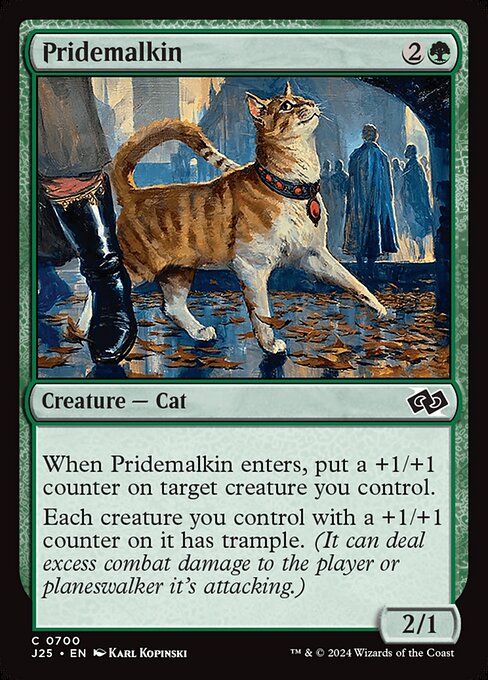 Pridemalkin 2
Creature — Cat
When Pridemalkin enters, put a +1/+1
counter on target creature you control.
Each creature you control with a +1/+1
counter on it has trample. (It can deal
excess combat damage to the player or
planeswalker it's attacking.)
2/1
C 0700
J25 • EN Karl Kopinski
™ & © 2024 Wizards of the Coast